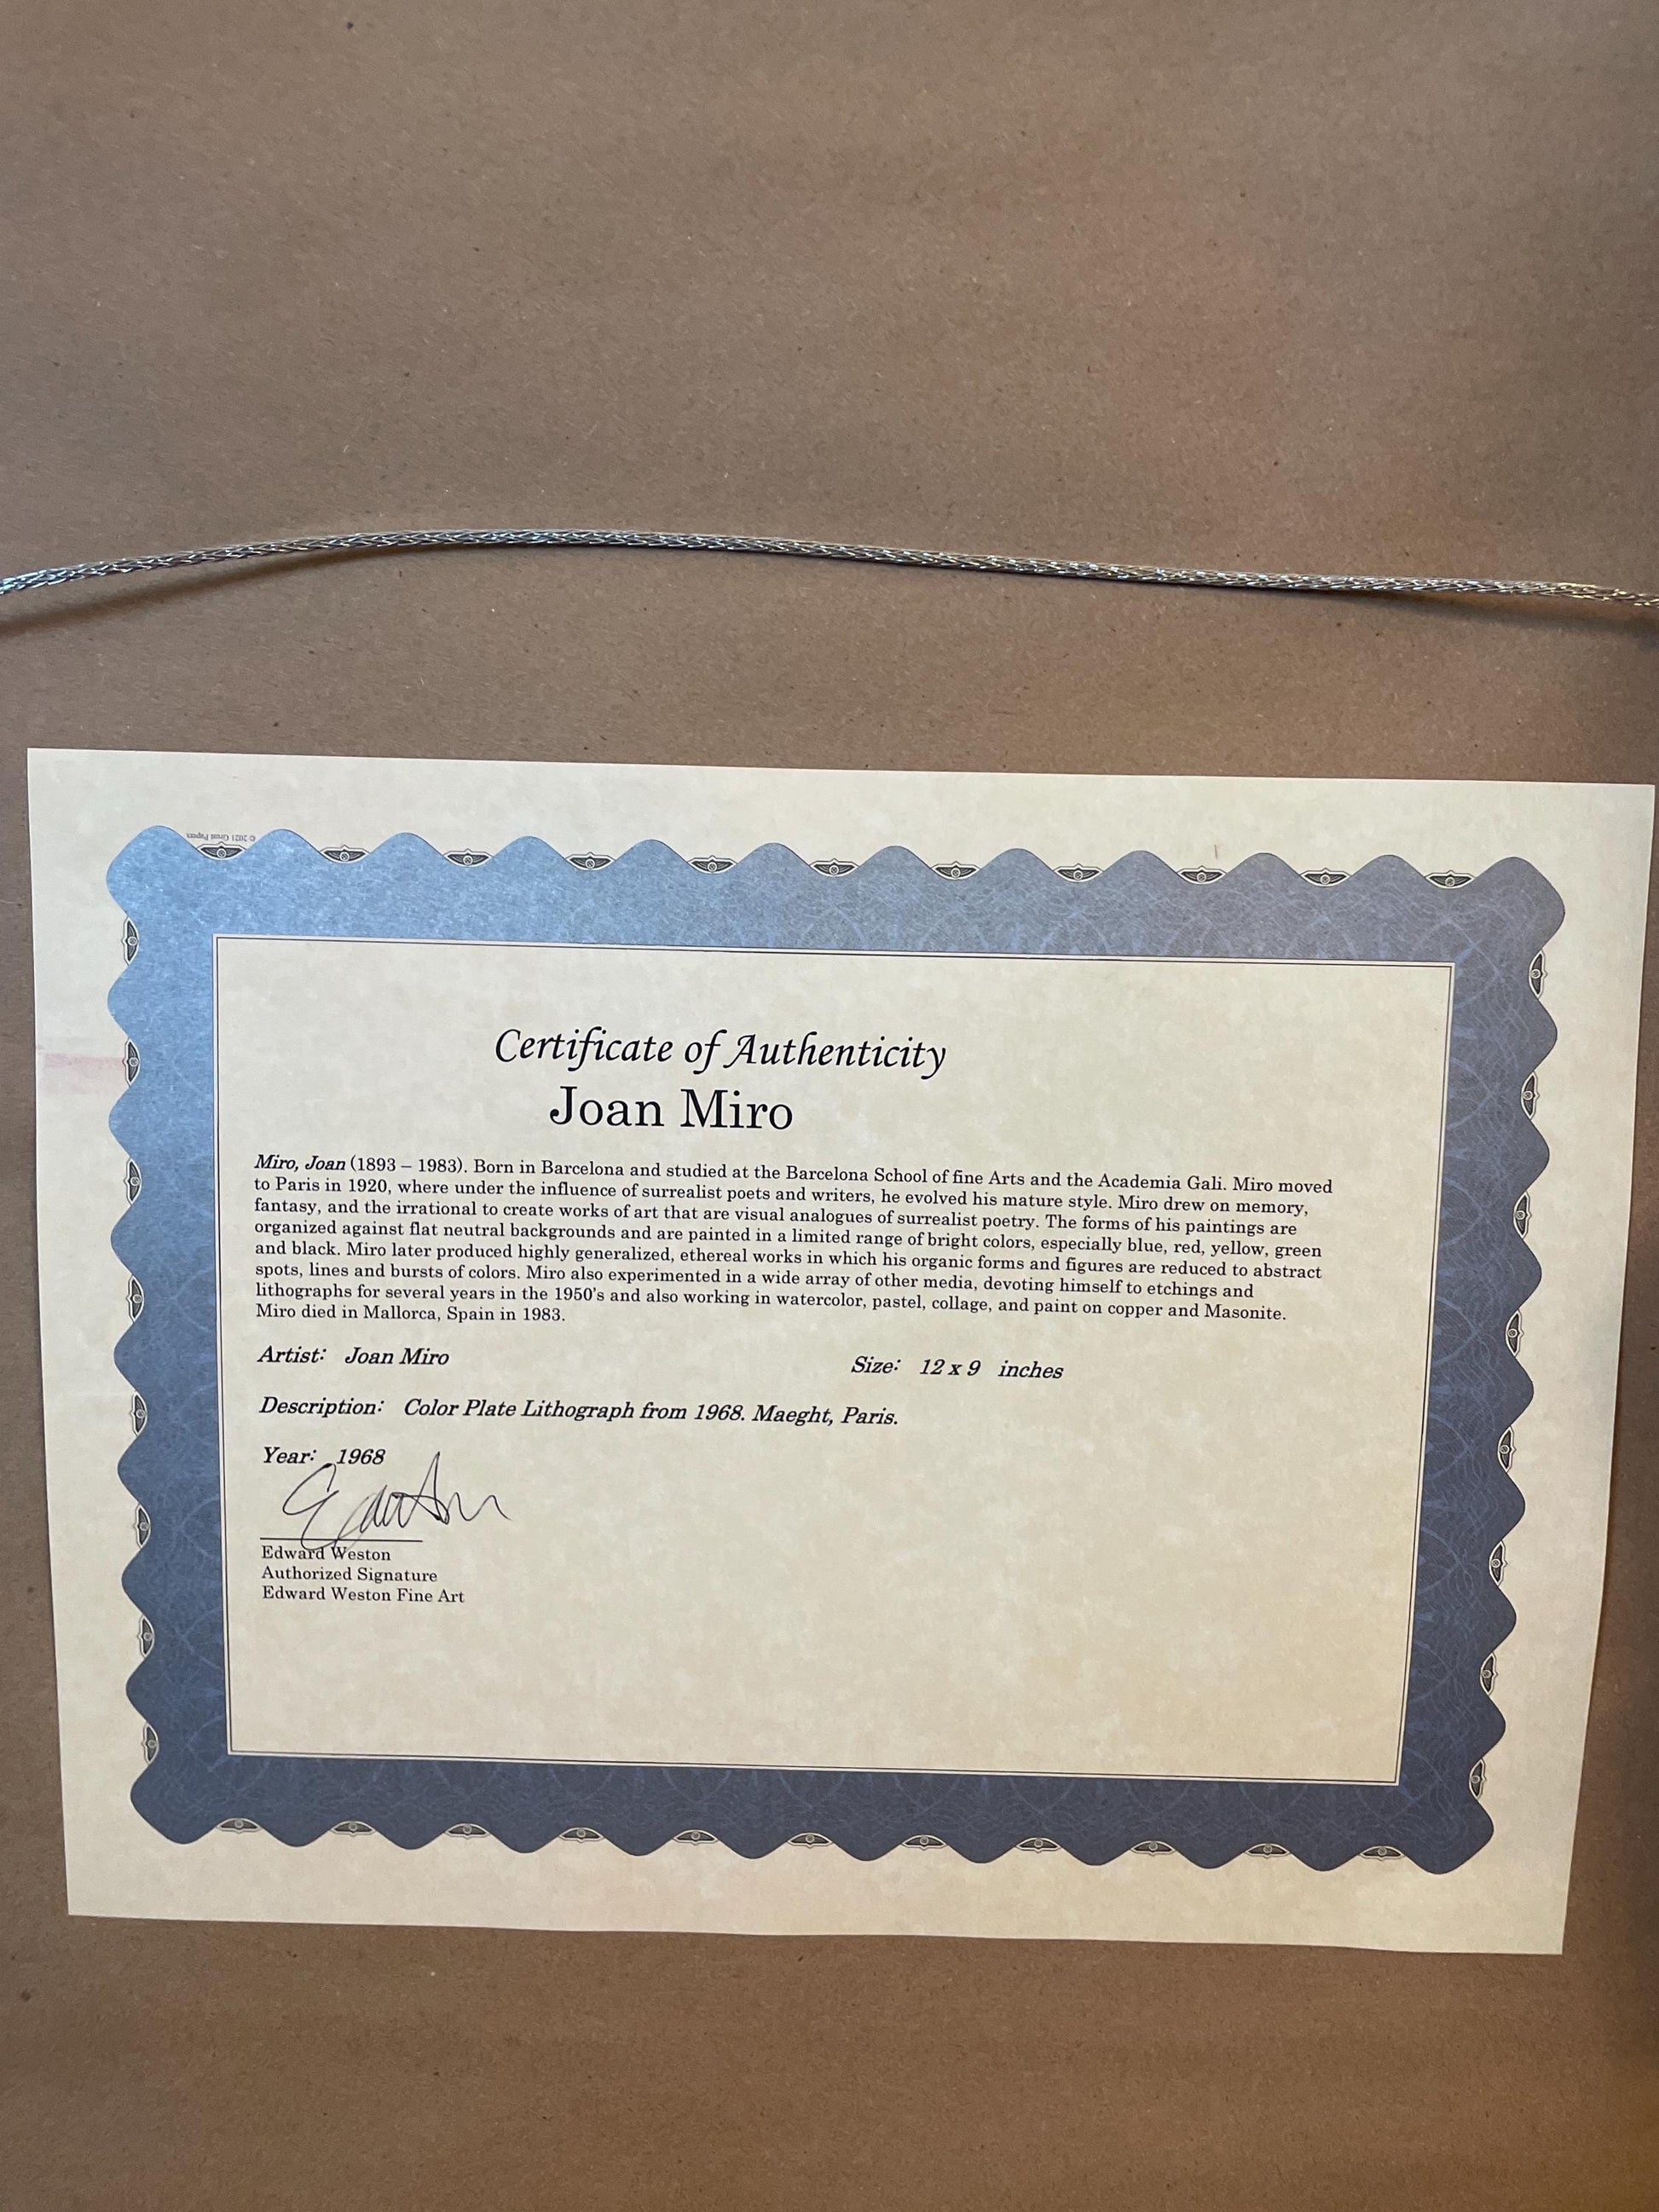 © 2021 Great Papers
Certificate of Authenticity
Joan Miro
Miro, Joan (1893 – 1983). Born in Barcelona and studied at the Barcelona School of fine Arts and the Academia Gali. Miro moved
to Paris in 1920, where under the influence of surrealist poets and writers, he evolved his mature style. Miro drew on memory,
fantasy, and the irrational to create works of art that are visual analogues of surrealist poetry. The forms of his paintings are
organized against flat neutral backgrounds and are painted in a limited range of bright colors, especially blue, red, yellow, green
and black. Miro later produced highly generalized, ethereal works in which his organic forms and figures are reduced to abstract
spots, lines and bursts of colors. Miro also experimented in a wide array of other media, devoting himself to etchings and
lithographs for several years in the 1950's and also working in watercolor, pastel, collage, and paint on copper and Masonite.
Miro died in Mallorca, Spain in 1983.
Artist: Joan Miro Size: 12 x 9 inches
Description: Color Plate Lithograph from 1968. Maeght, Paris.
Year: 1968
Edward Weston
Authorized Signature
Edward Weston Fine Art